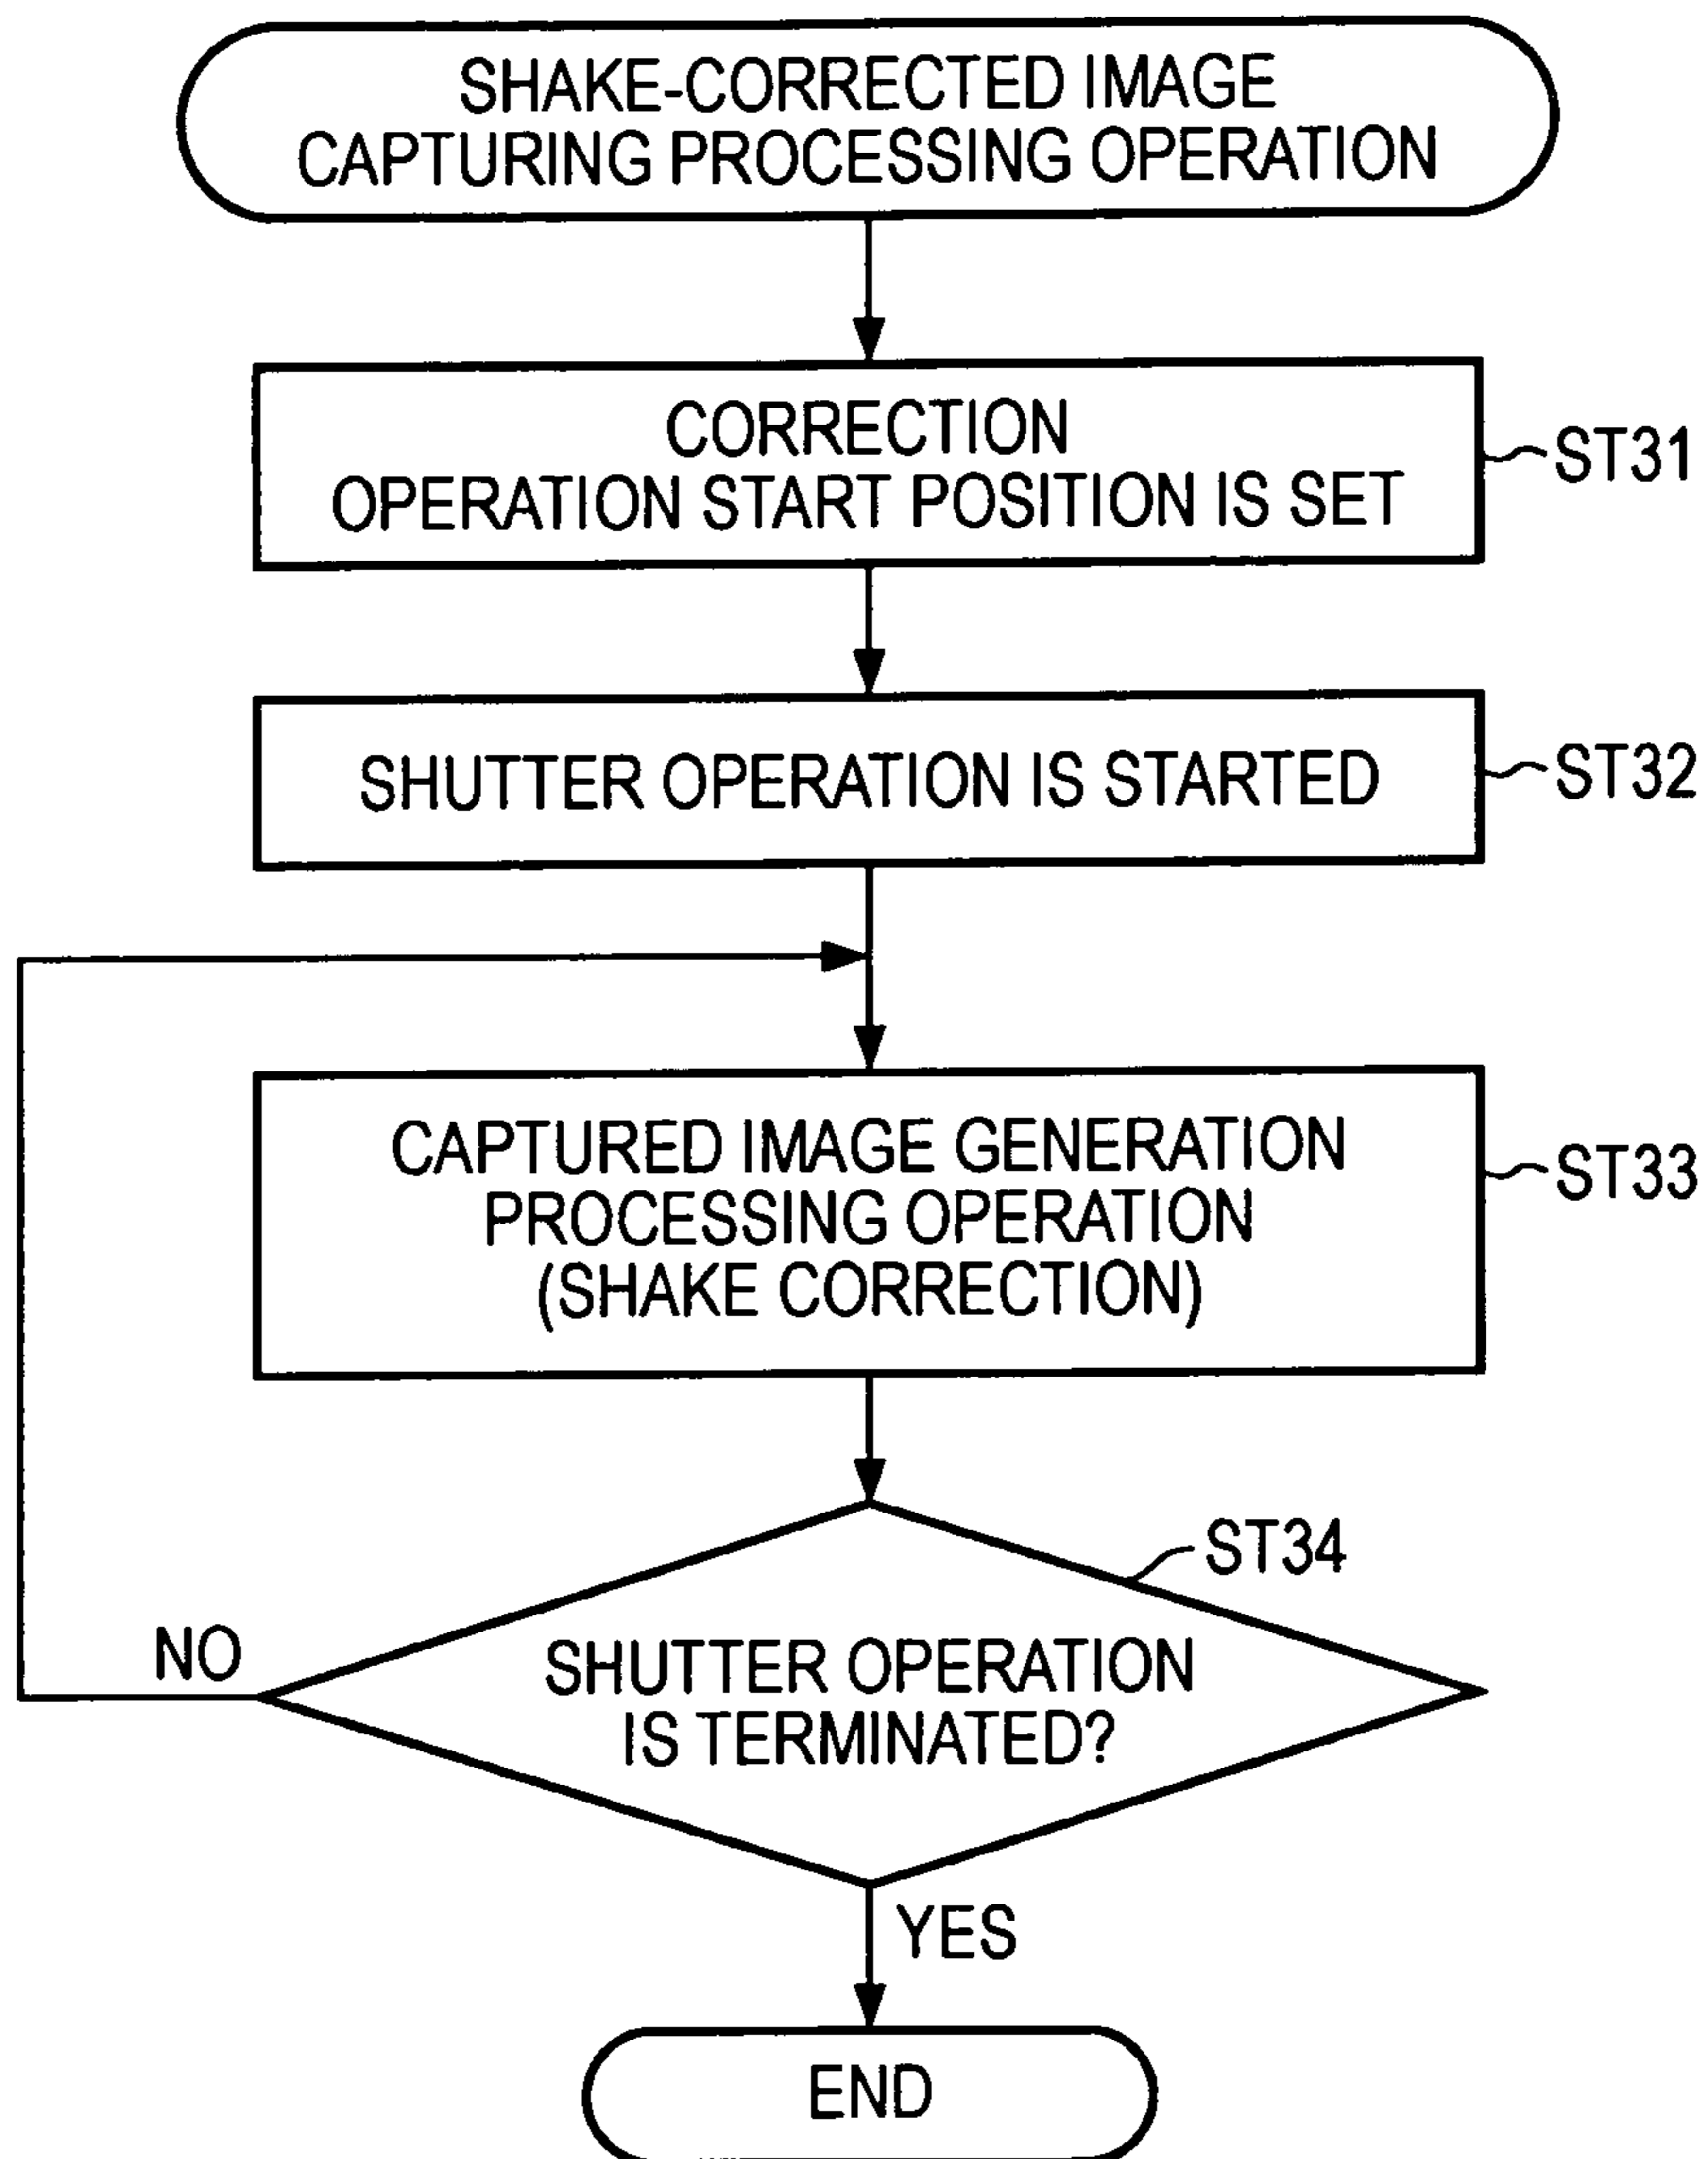 SHAKE-CORRECTED IMAGE
CAPTURING PROCESSING OPERATION
CORRECTION
OPERATION START POSITION IS SET
ST31
SHUTTER OPERATION IS STARTED
ST32
CAPTURED IMAGE GENERATION
PROCESSING OPERATION
(SHAKE CORRECTION)
ST33
ST34
SHUTTER OPERATION
IS TERMINATED?
NO
YES
END